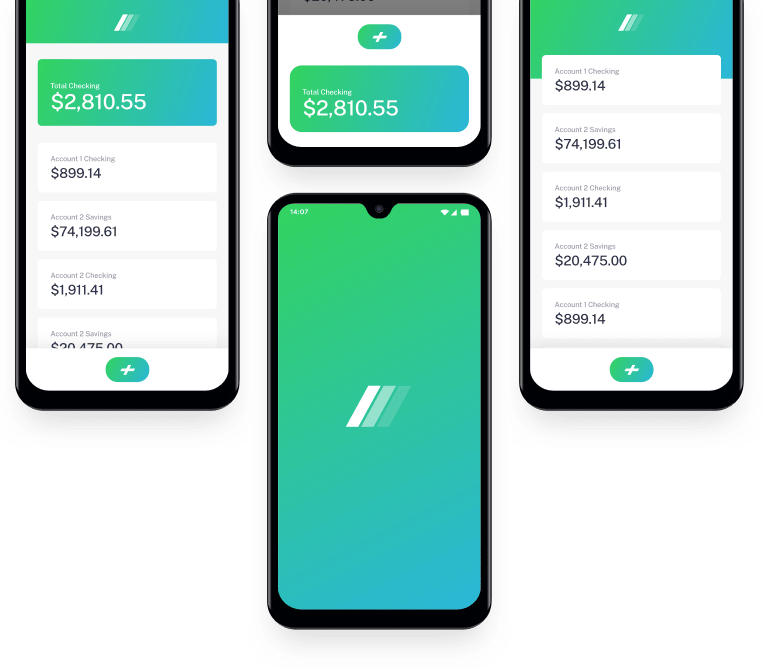 Total Checking
$2,810.55
Account 1 Checking
$899.14
Account 2 Savings
$74,199.61
Account 2 Checking
$1,911.41
Account 2 Savings
$20,475.00
Total Checking
$2,810.55
14:07
Account 1 Checking
$899.14
Account 2 Savings
$74,199.61
Account 2 Checking
$1,911.41
Account 2 Savings
$20,475.00
Account 1 Checking
$899.14